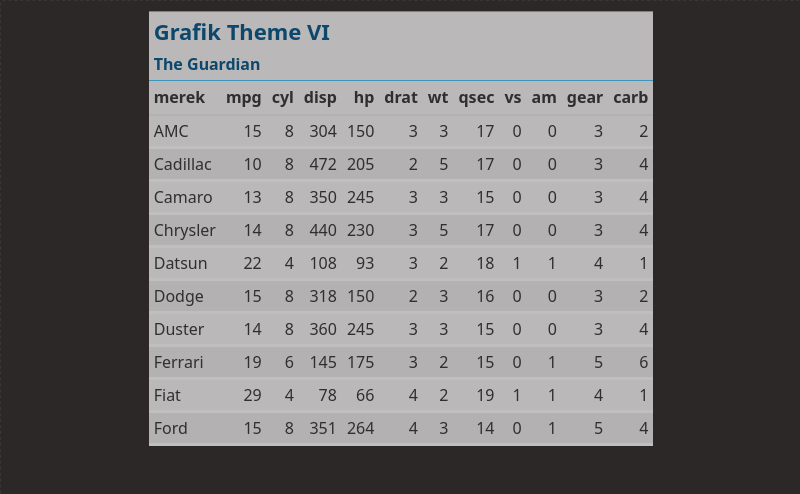 Grafik Theme VI
The Guardian
merek mpg cyl disp hp drat wt qsec vs am gear carb
AMC 15 8 304 150 3 3 17 0 0 3 2
Cadillac 10 8 472 205 2 5 17 0 0 3 4
Camaro 13 8 350 245 3 3 15 0 0 3 4
Chrysler 14 8 440 230 3 5 17 0 0 3 4
Datsun 22 4 108 93 3 2 18 1 1 4 1
Dodge 15 8 318 150 2 3 16 0 0 3 2
Duster 14 8 360 245 3 3 15 0 0 3 4
Ferrari 19 6 145 175 3 2 15 0 1 5 6
Fiat 29 4 78 66 4 2 19 1 1 4 1
Ford 15 8 351 264 4 3 14 0 1 5 4